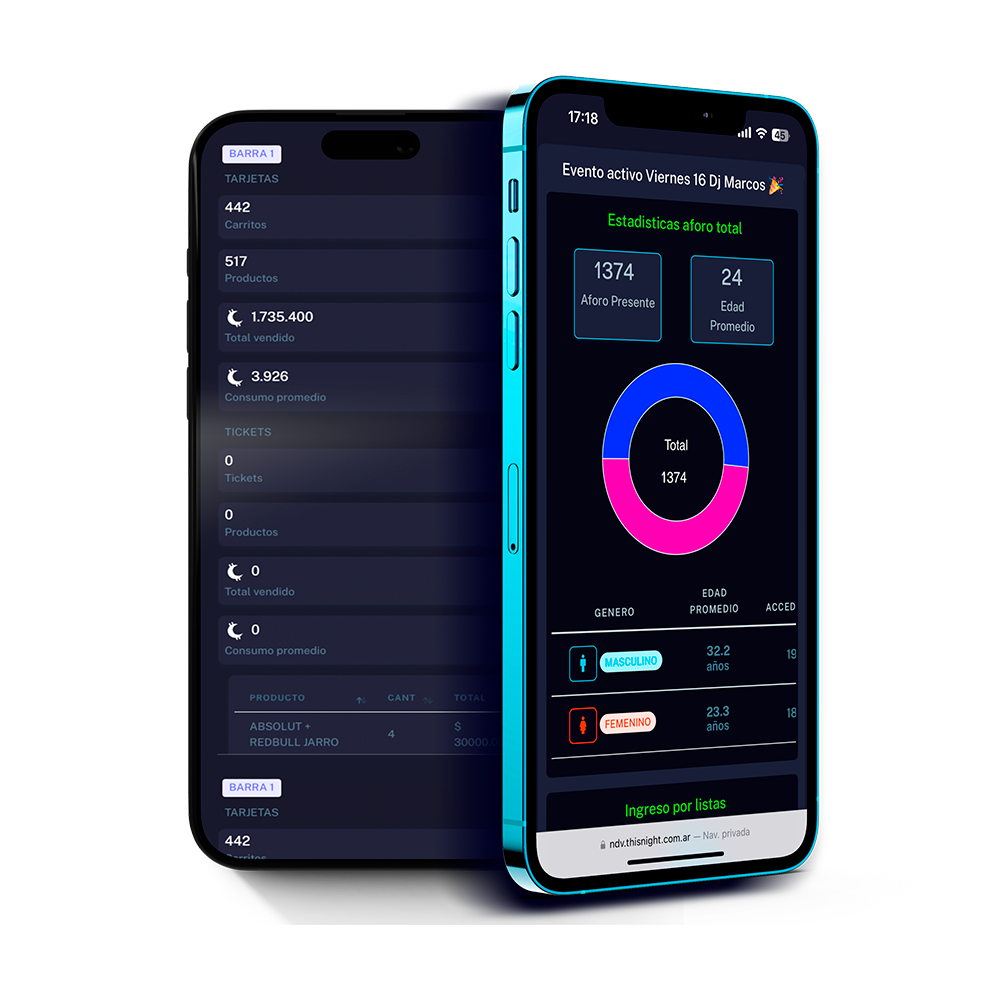 BARRA 1
TARJETAS
442
Carritos
517
Productos
1.735.400
Total vendido
3.926
Consumo promedio
TICKETS
0
Tickets
0
Productos
0
Total vendido
0
Consumo promedio
PRODUCTO CANT TOTAL
ABSOLUT + 4 $
REDBULL JARRO 30000.0
BARRA 1
TARJETAS
442
Carritos
17:18 45
Evento activo Viernes 16 Dj Marcos
Estadisticas aforo total
1374
Aforo Presente
24
Edad
Promedio
Total
1374
GENERO EDAD PROMEDIO ACCED
MASCULINO 32.2 años 19
FEMENINO 23.3 años 18
Ingreso por listas
ndv.thisnight.com.ar — Nav. privada